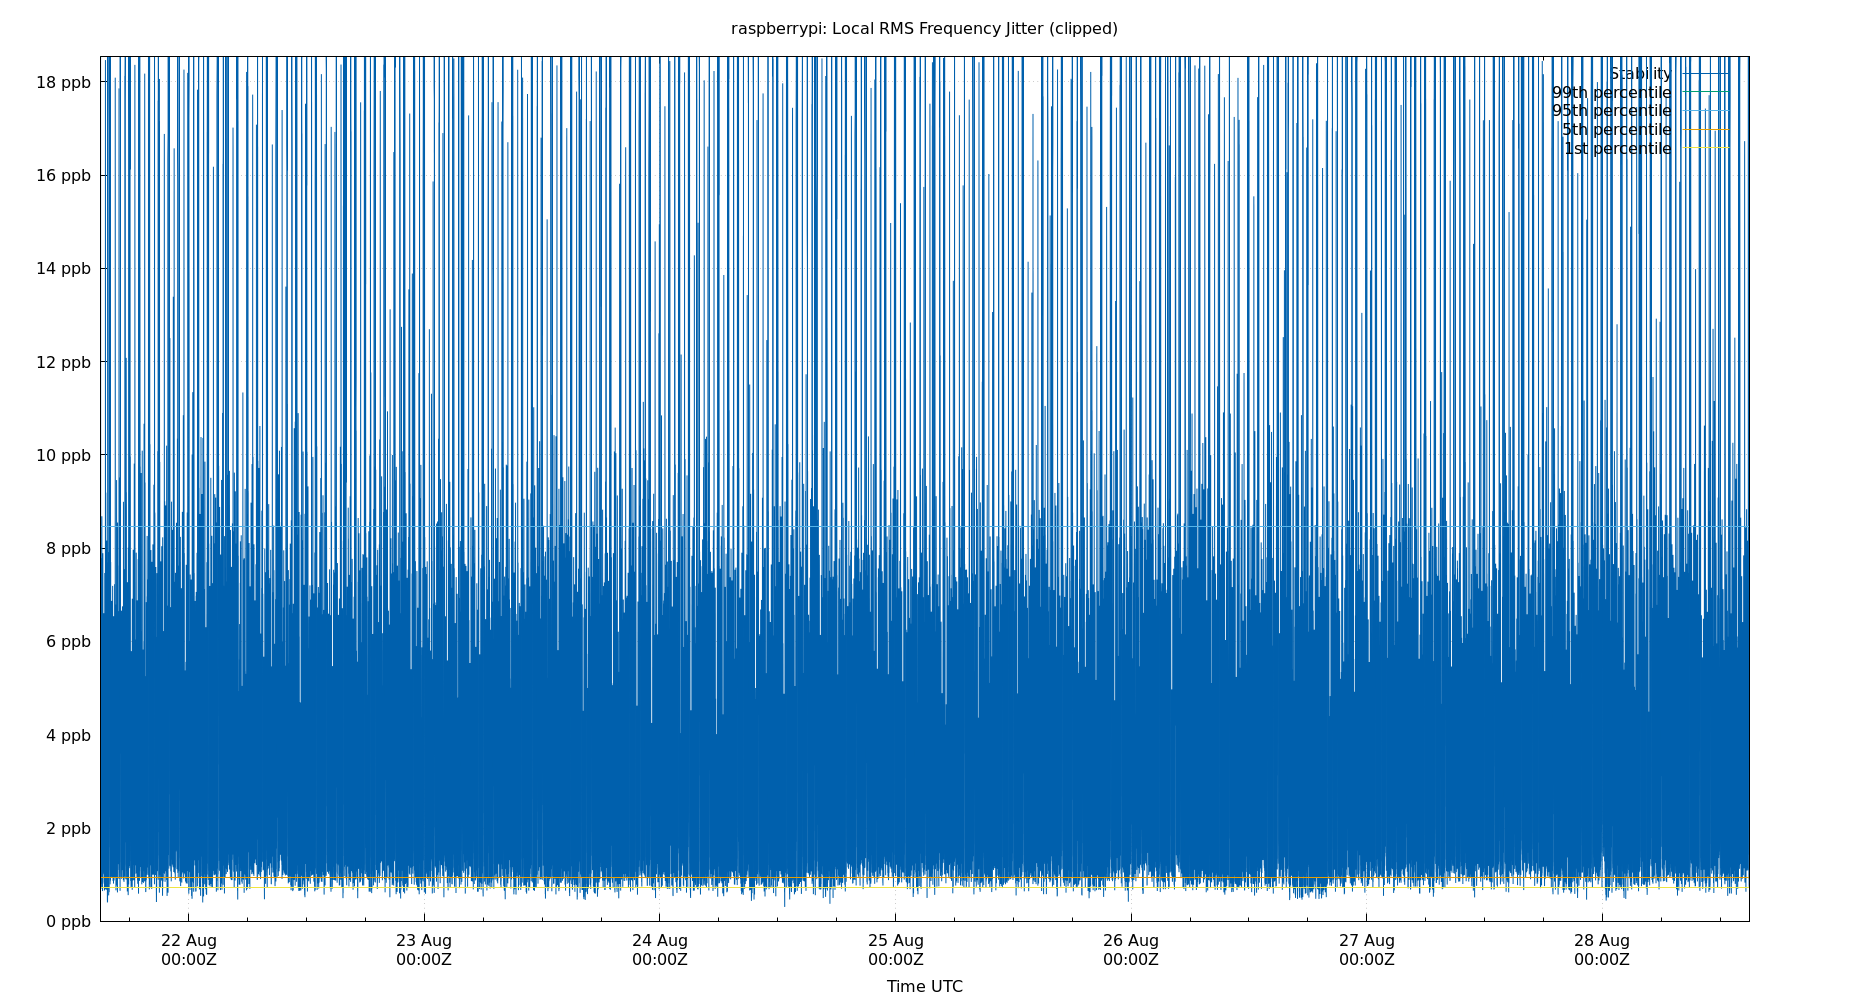 raspberrypi: Local RMS Frequency Jitter (clipped)
18 ppb
16 ppb
14 ppb
12 ppb
10 ppb
8 ppb
6 ppb
4 ppb
2 ppb
0 ppb
Stability
99th percentile
95th percentile
5th percentile
1st percentile
22 Aug
00:00Z
23 Aug
00:00Z
24 Aug
00:00Z
25 Aug
00:00Z
26 Aug
00:00Z
27 Aug
00:00Z
28 Aug
00:00Z
Time UTC